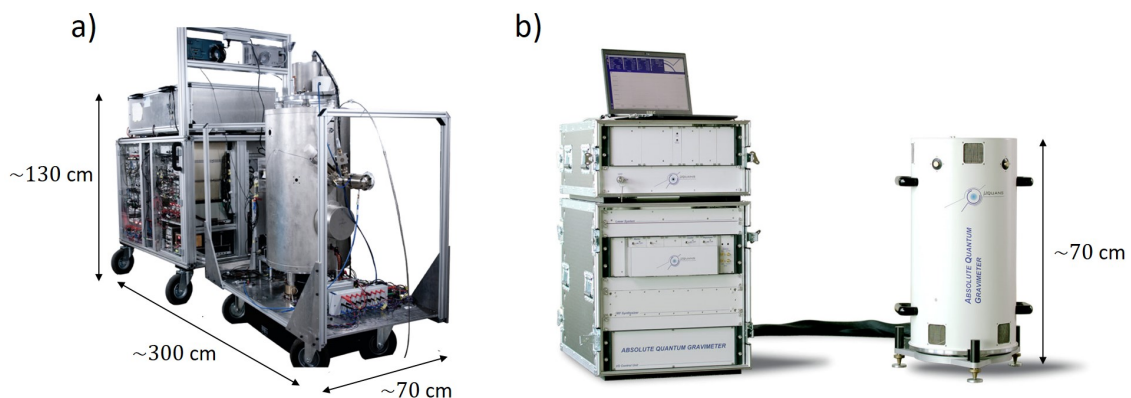 a)
b)
~130 cm
~300 cm
~70 cm
ABSOLUTE QUANTUM GRAVIMETER
ABSOLUTE QUANTUM
GRAVIMETER
~70 cm